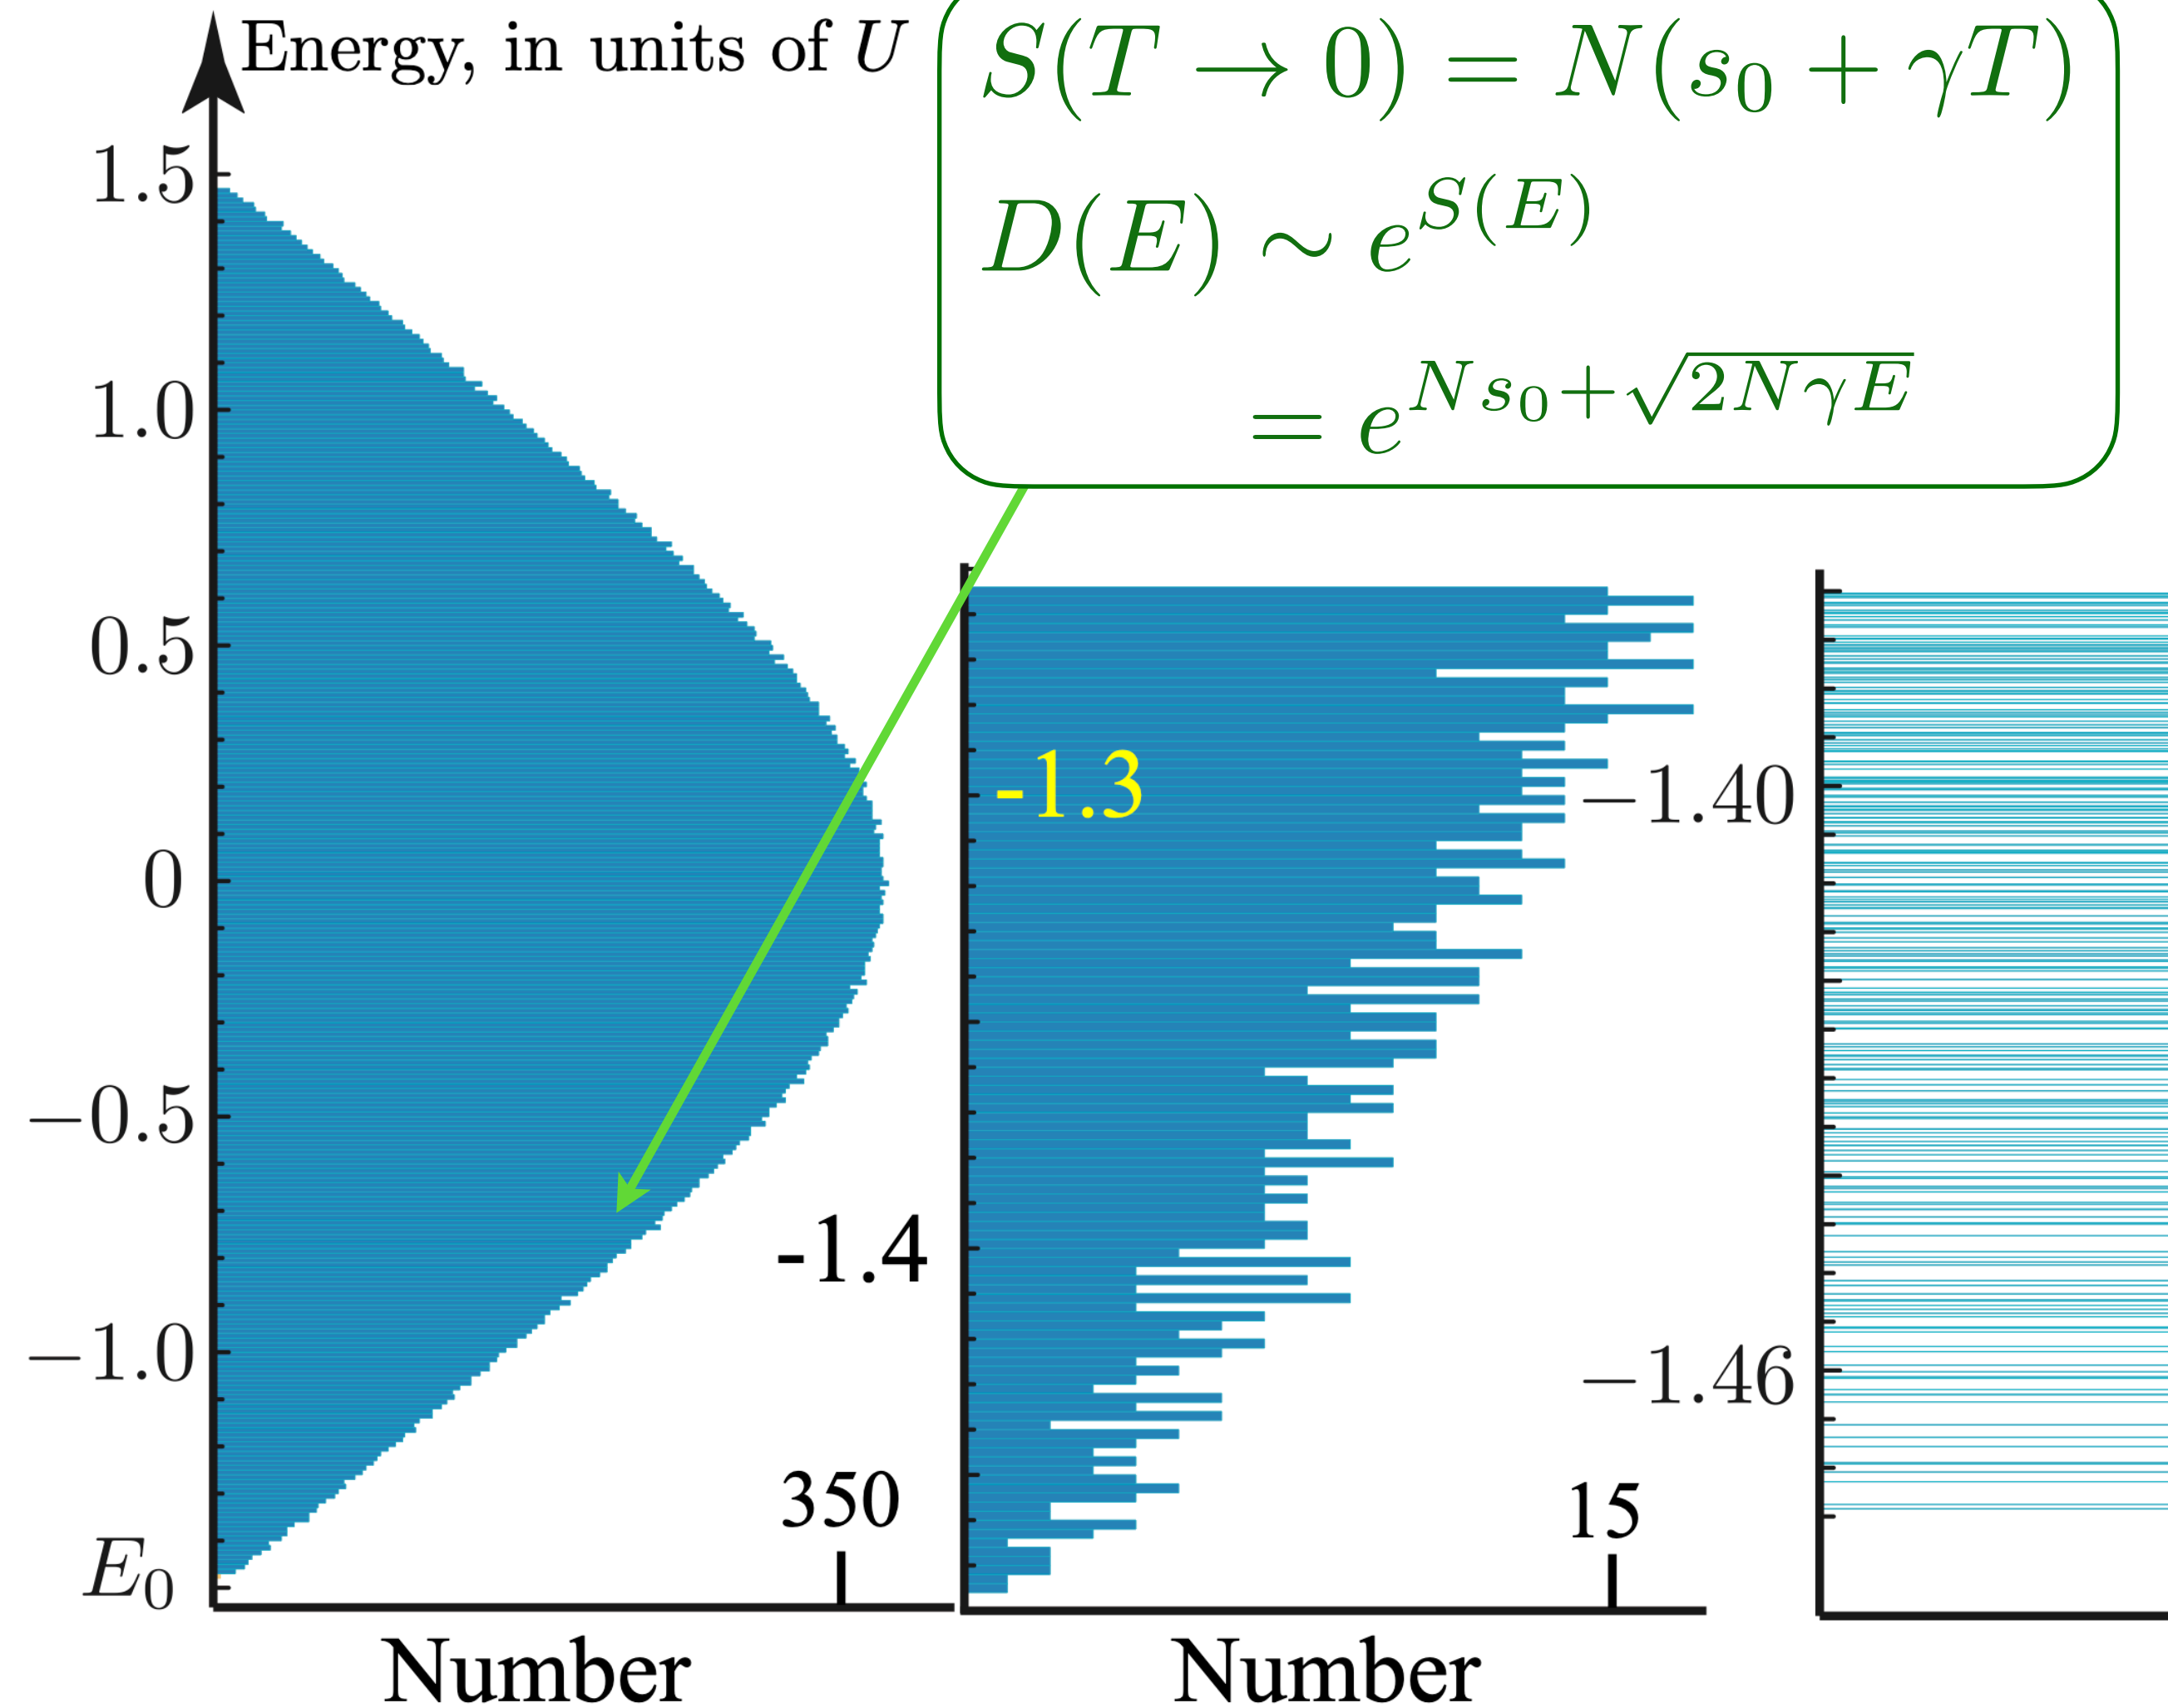 Energy, in units of U
S(T → 0) = N(s₀ + γT)
D(E) ∼ e^{S(E)}
= e^{Ns₀+√(2NγE)}
1.5
1.0
0.5
0
−0.5
−1.0
E₀
350
Number
-1.3
-1.4
15
Number
−1.40
−1.46